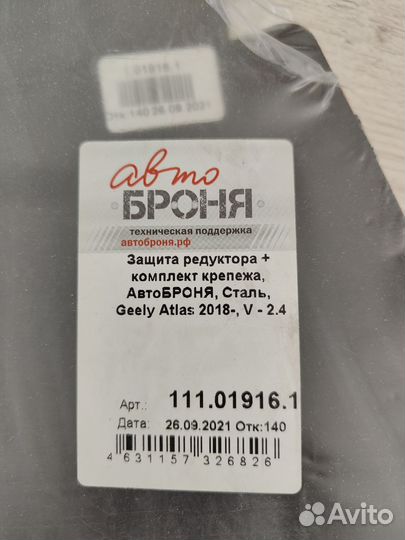 1.01916.1
Отк:140 26.09.2021
авто
БРОНЯ
техническая поддержка
автоброня.рф
Защита редуктора +
комплект крепежа,
АвтоБРОНЯ, Сталь,
Geely Atlas 2018-, V - 2.4
Арт.: 111.01916.1
Дата: 26.09.2021 Отк:140
4 631157 326826
Avito